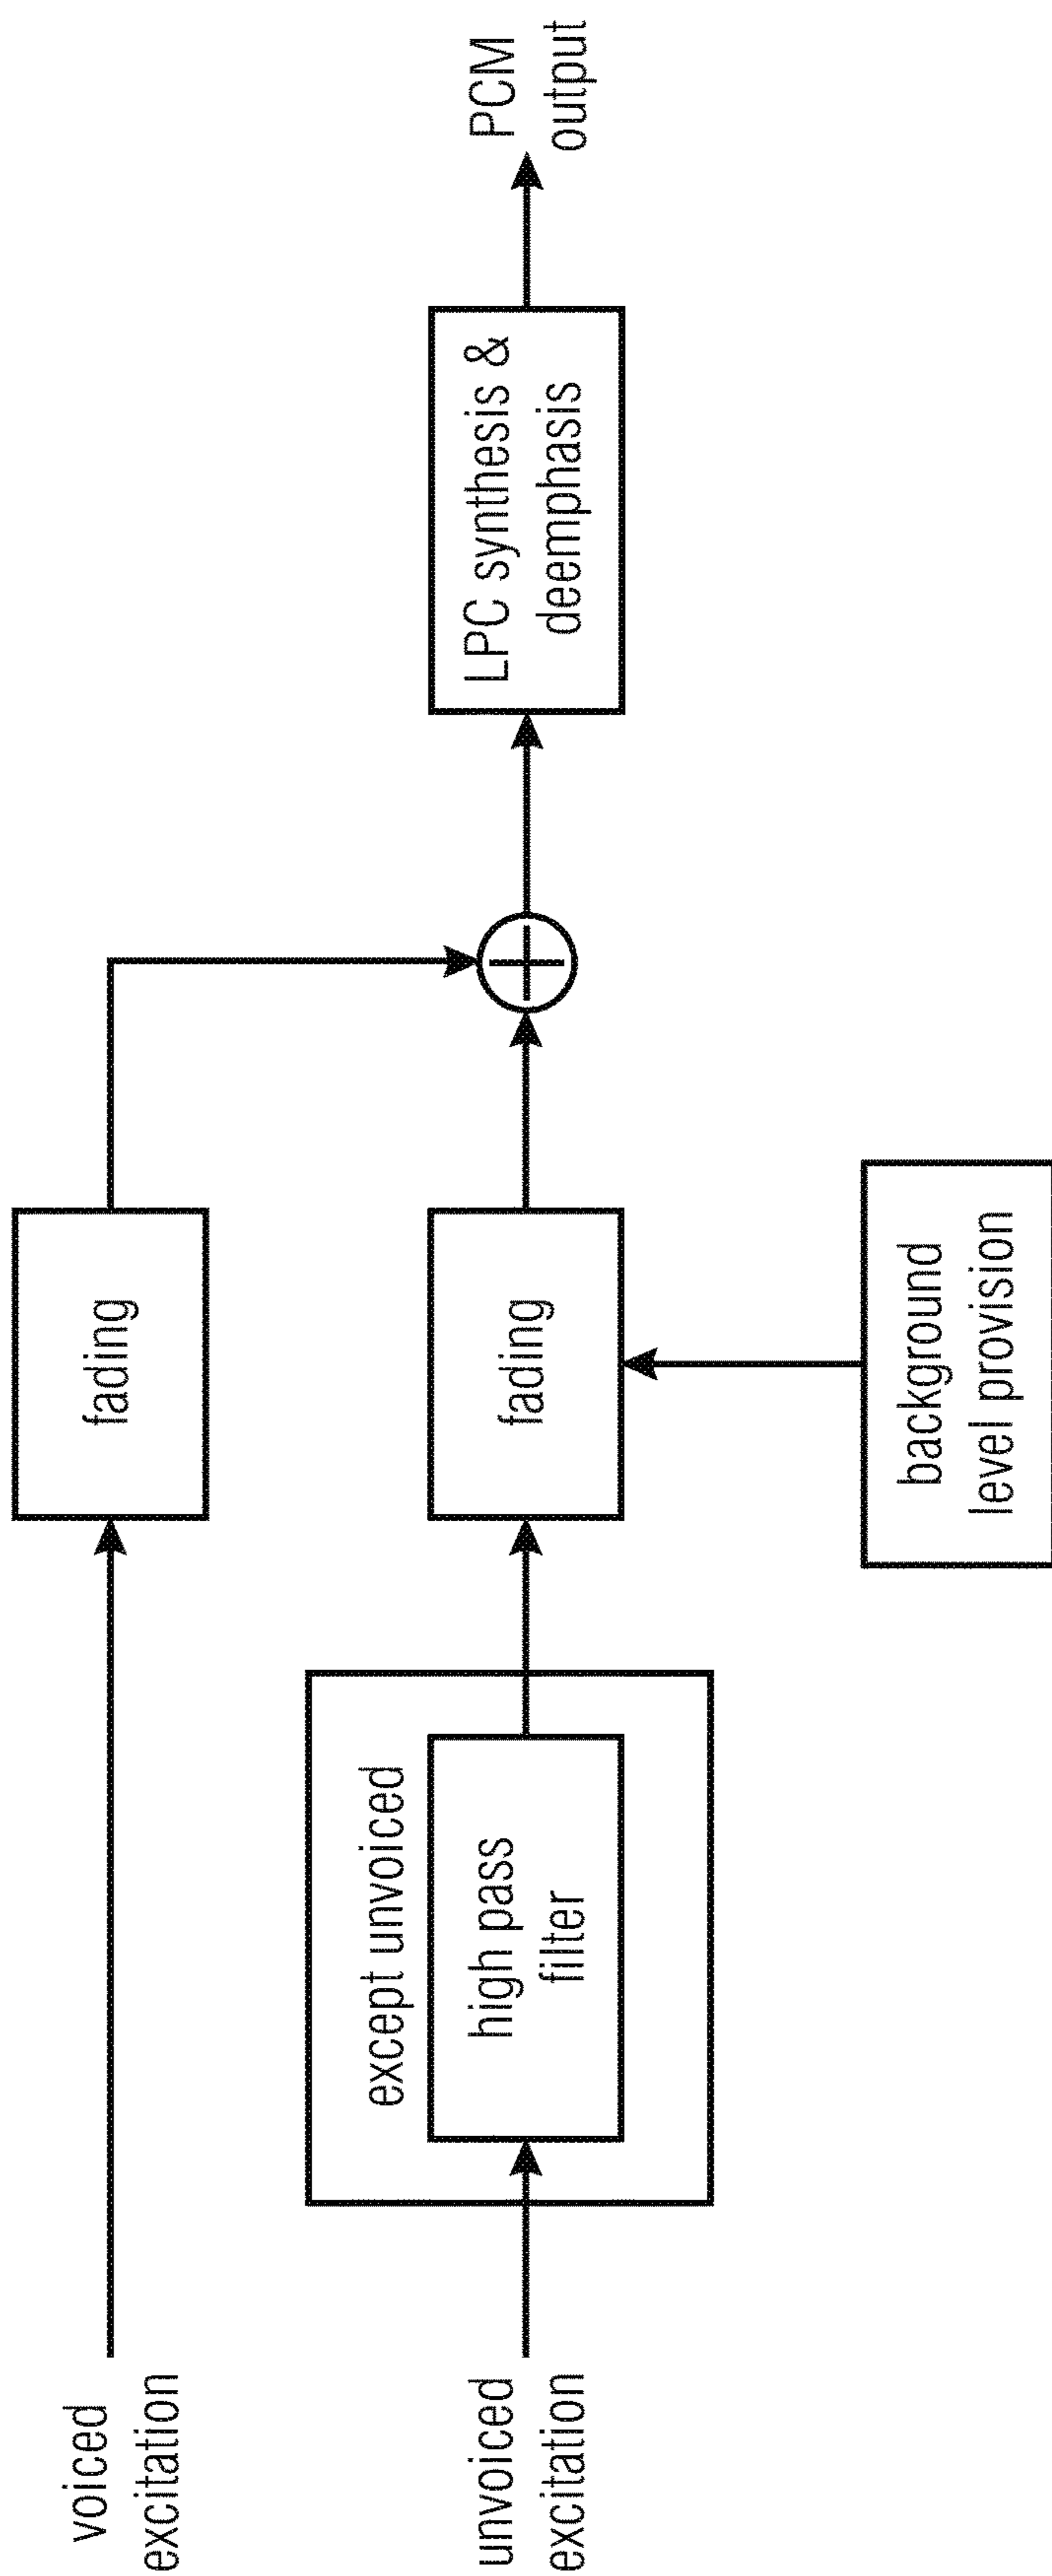 voiced
excitation
fading
unvoiced
excitation
except unvoiced
high pass
filter
fading
background
level provision
LPC synthesis &
deemphasis
PCM
output